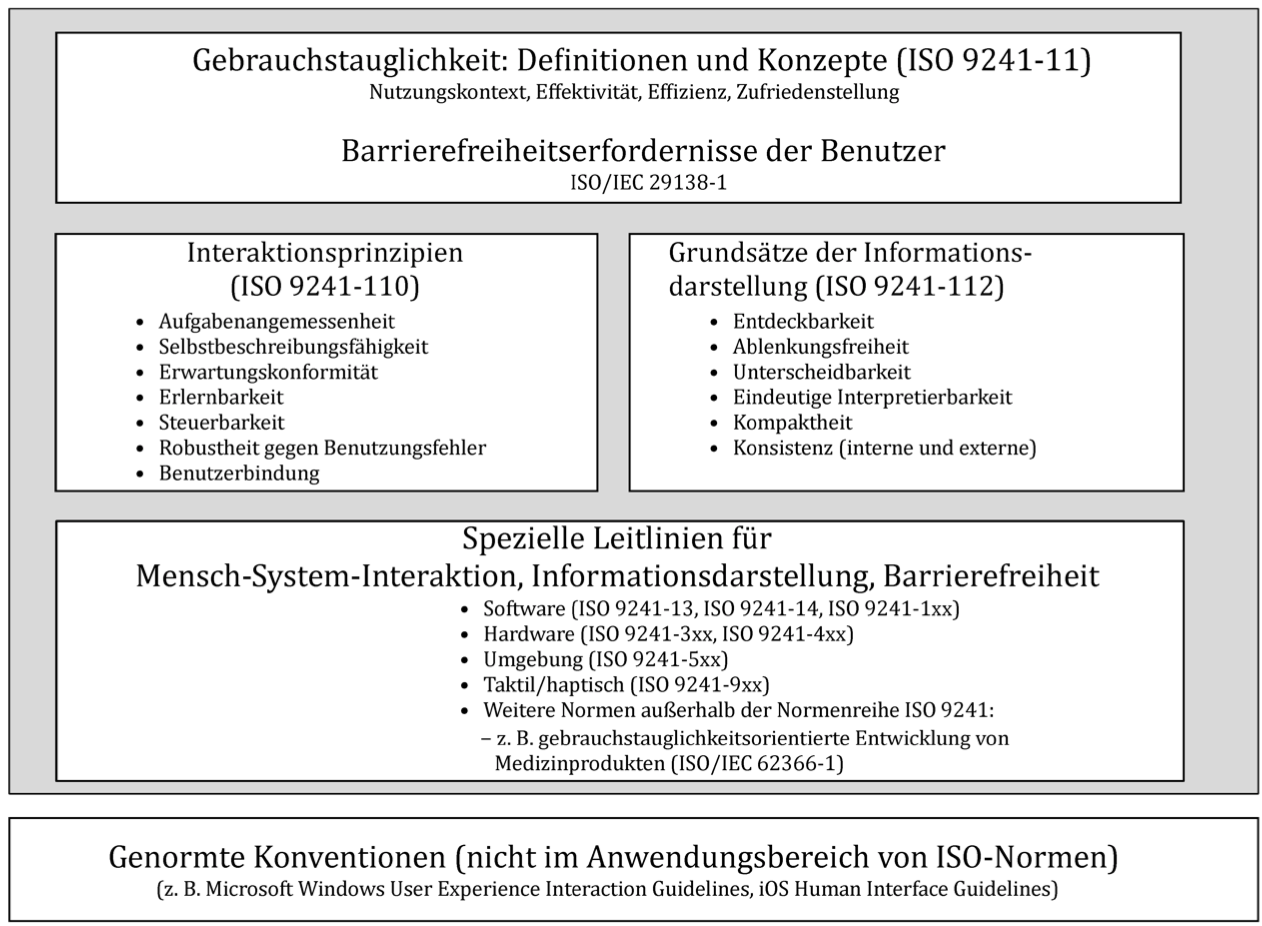 Gebrauchstauglichkeit: Definitionen und Konzepte (ISO 9241-11)
Nutzungskontext, Effektivität, Effizienz, Zufriedenstellung
Barrierefreiheitserfordernisse der Benutzer
ISO/IEC 29138-1
Interaktionsprinzipien
(ISO 9241-110)
• Aufgabenangemessenheit
• Selbstbeschreibungsfähigkeit
• Erwartungskonformität
• Erlernbarkeit
• Steuerbarkeit
• Robustheit gegen Benutzungsfehler
• Benutzerbindung
Grundsätze der Informations-
darstellung (ISO 9241-112)
• Entdeckbarkeit
• Ablenkungsfreiheit
• Unterscheidbarkeit
• Eindeutige Interpretierbarkeit
• Kompaktheit
• Konsistenz (interne und externe)
Spezielle Leitlinien für
Mensch-System-Interaktion, Informationsdarstellung, Barrierefreiheit
• Software (ISO 9241-13, ISO 9241-14, ISO 9241-1xx)
• Hardware (ISO 9241-3xx, ISO 9241-4xx)
• Umgebung (ISO 9241-5xx)
• Taktil/haptisch (ISO 9241-9xx)
• Weitere Normen außerhalb der Normenreihe ISO 9241:
– z. B. gebrauchstauglichkeitsorientierte Entwicklung von
Medizinprodukten (ISO/IEC 62366-1)
Genormte Konventionen (nicht im Anwendungsbereich von ISO-Normen)
(z. B. Microsoft Windows User Experience Interaction Guidelines, iOS Human Interface Guidelines)